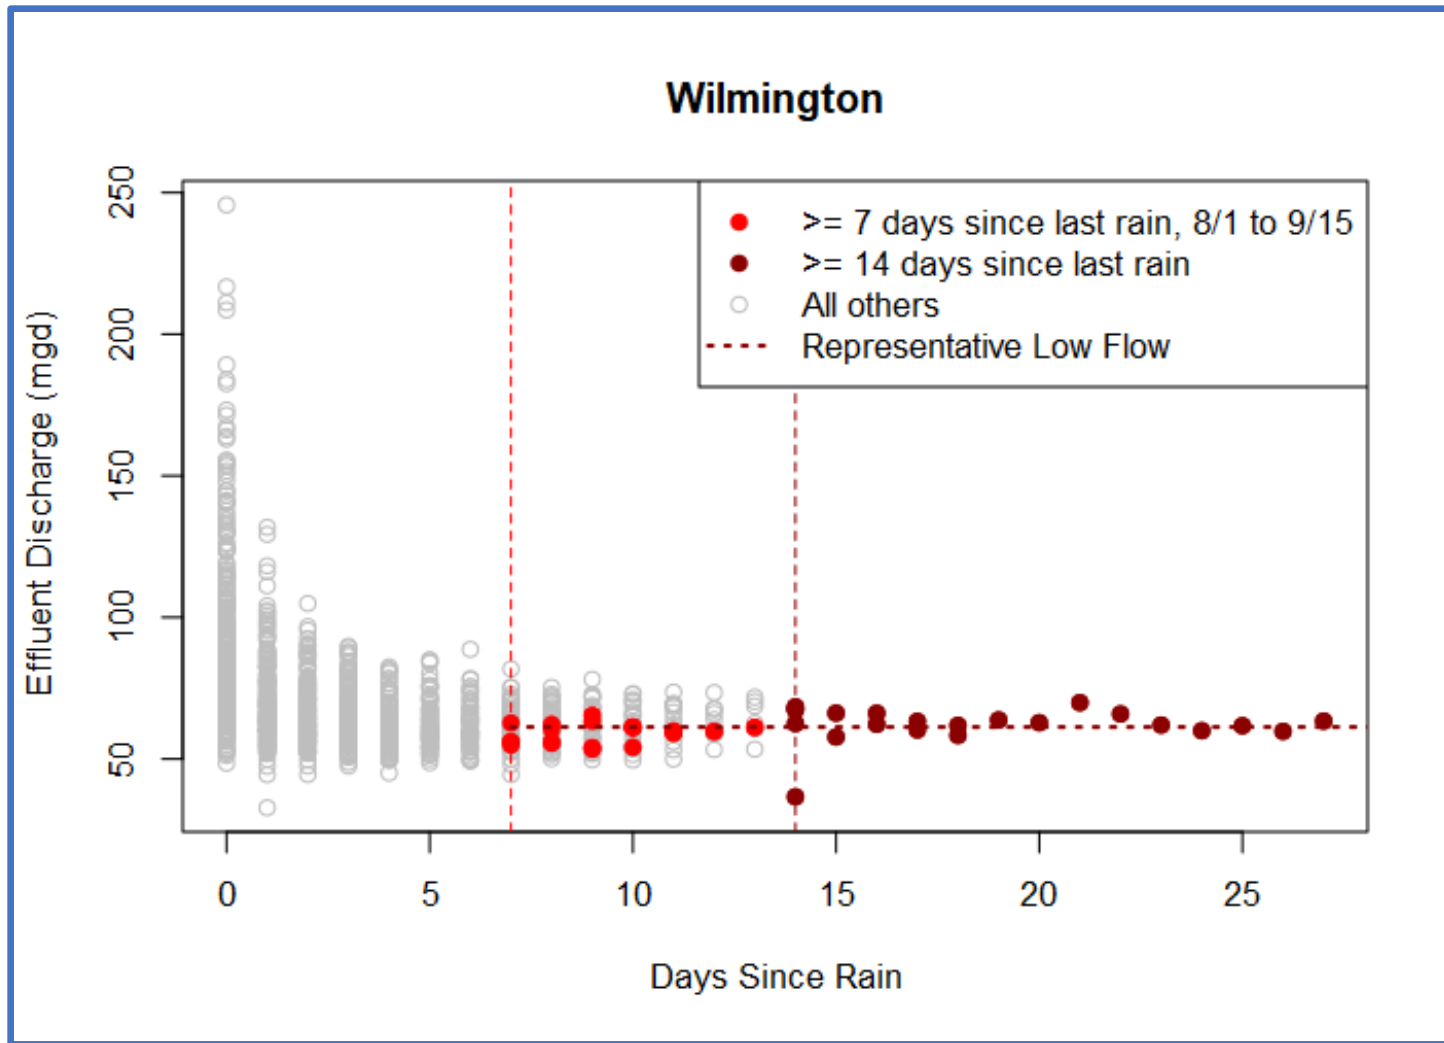 Wilmington
>= 7 days since last rain, 8/1 to 9/15
>= 14 days since last rain
All others
Representative Low Flow
Effluent Discharge (mgd)
250
200
150
100
50
0 5 10 15 20 25
Days Since Rain